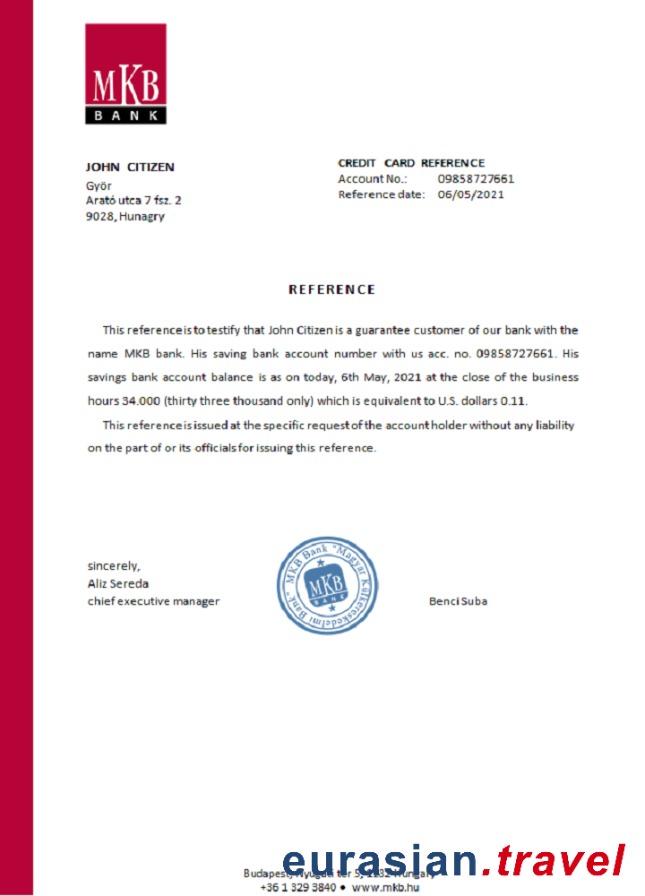 MKB
BANK
JOHN CITIZEN
Györ
Arató utca 7 fsz. 2
9028, Hunagry
CREDIT CARD REFERENCE
Account No.: 09858727661
Reference date: 06/05/2021
REFERENCE
This reference is to testify that John Citizen is a guarantee customer of our bank with the
name MKB bank. His saving bank account number with us acc. no. 09858727661. His
savings bank account balance is as on today, 6th May, 2021 at the close of the business
hours 34.000 (thirty three thousand only) which is equivalent to U.S. dollars 0.11.
This reference is issued at the specific request of the account holder without any liability
on the part of or its officials for issuing this reference.
sincerely,
Aliz Sereda
chief executive manager
MKB Bank "Magyar Külkereskedelmi Bank"
MKB
BANK
Benci Suba
eurasian.travel
Budapest, Nyugati tér 5, 1132 Hungary
+36 1 329 3840 • www.mkb.hu